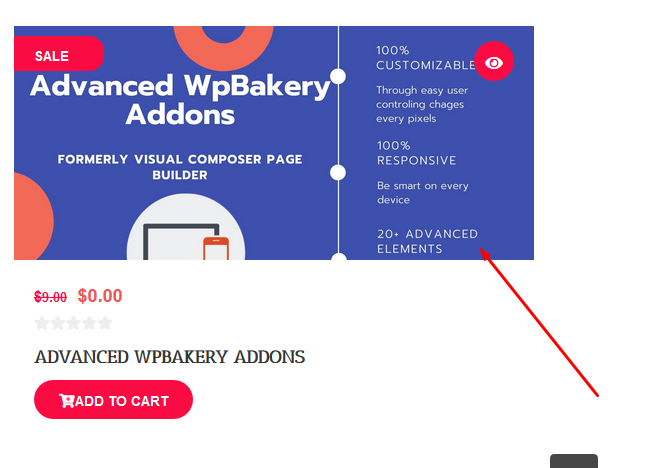 SALE
Advanced WpBakery
Addons
FORMERLY VISUAL COMPOSER PAGE
BUILDER
100%
CUSTOMIZABLE
Through easy user
controling chages
every pixels
100%
RESPONSIVE
Be smart on every
device
20+ ADVANCED
ELEMENTS
$9.00 $0.00
ADVANCED WPBAKERY ADDONS
ADD TO CART